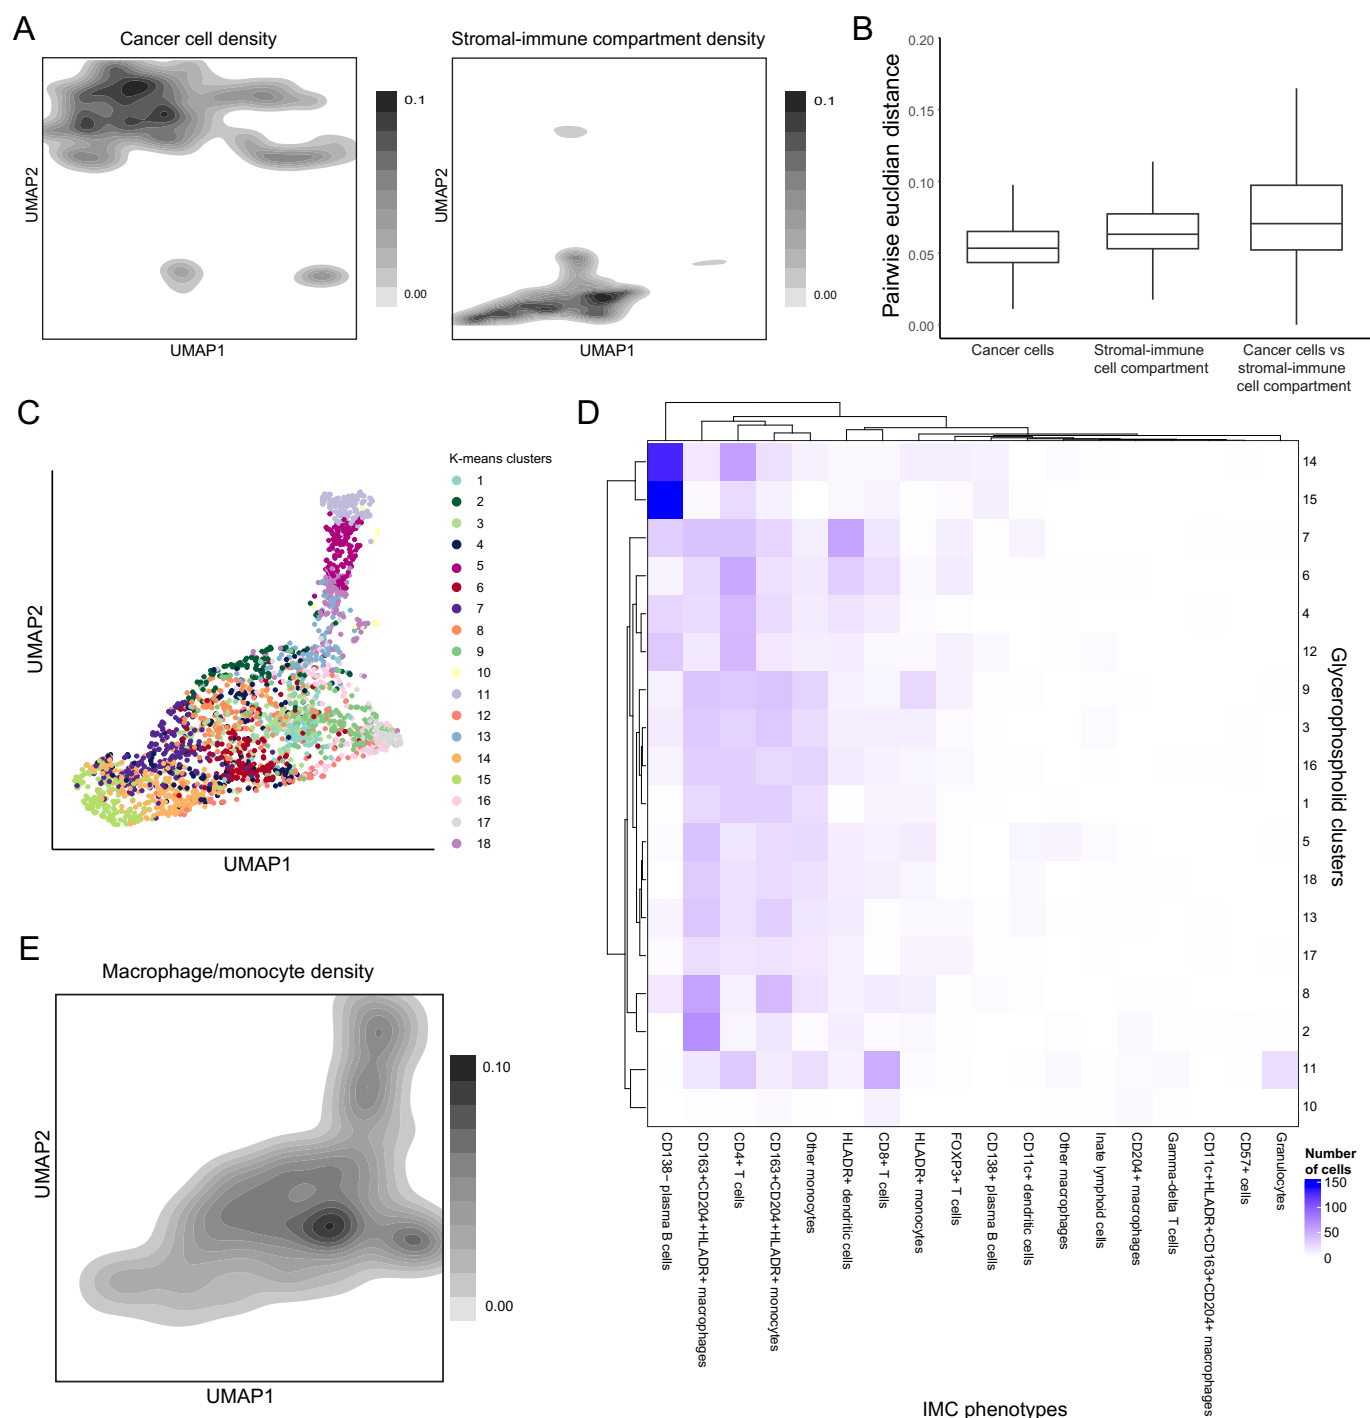 A
Cancer cell density
UMAP2
UMAP1
0.1
0.00
Stromal-immune compartment density
UMAP2
UMAP1
0.1
0.00
B
Pairwise eucldian distance
0.20
0.15
0.10
0.05
0.00
Cancer cells
Stromal-immune
cell compartment
Cancer cells vs
stromal-immune
cell compartment
C
UMAP2
UMAP1
K-means clusters
1
2
3
4
5
6
7
8
9
10
11
12
13
14
15
16
17
18
D
14
15
7
6
4
12
9
3
16
1
5
18
13
17
8
2
11
10
Glycerophospholid clusters
CD138− plasma B cells
CD163+CD204+HLADR+ macrophages
CD4+ T cells
CD163+CD204+HLADR+ monocytes
Other monocytes
HLADR+ dendritic cells
CD8+ T cells
HLADR+ monocytes
FOXP3+ T cells
CD138+ plasma B cells
CD11c+ dendritic cells
Other macrophages
Inate lymphoid cells
CD204+ macrophages
Gamma-delta T cells
CD11c+HLADR+CD163+CD204+ macrophages
CD57+ cells
Granulocytes
IMC phenotypes
Number
of cells
150
100
50
0
E
Macrophage/monocyte density
UMAP2
UMAP1
0.10
0.00